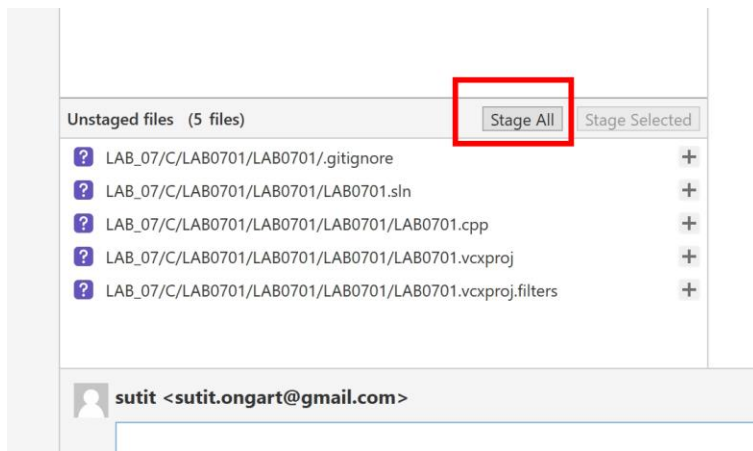 Unstaged files (5 files) Stage All Stage Selected
? LAB_07/C/LAB0701/LAB0701/.gitignore +
? LAB_07/C/LAB0701/LAB0701/LAB0701.sln +
? LAB_07/C/LAB0701/LAB0701/LAB0701/LAB0701.cpp +
? LAB_07/C/LAB0701/LAB0701/LAB0701/LAB0701.vcxproj +
? LAB_07/C/LAB0701/LAB0701/LAB0701/LAB0701.vcxproj.filters +
sutit <sutit.ongart@gmail.com>